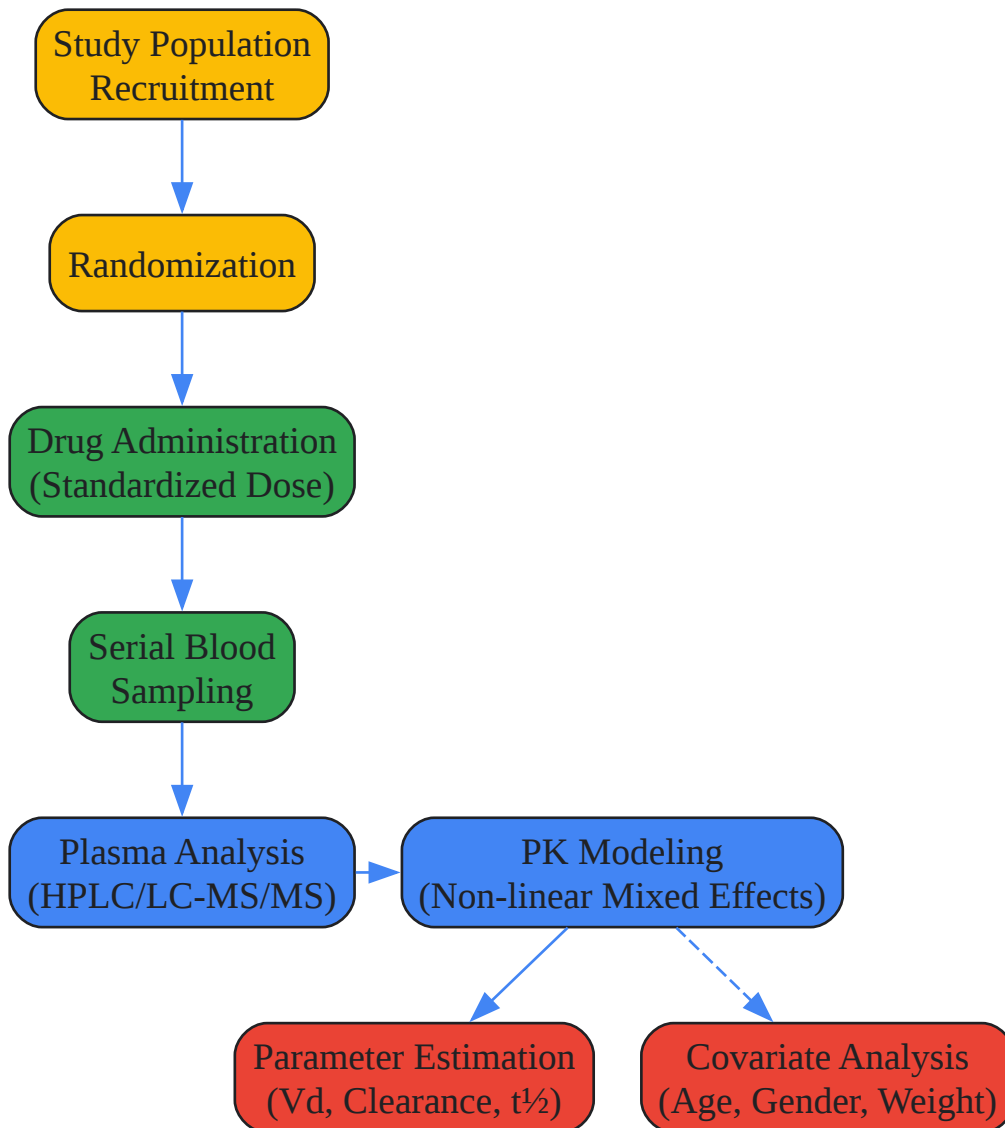 Study Population
Recruitment
Randomization
Drug Administration
(Standardized Dose)
Serial Blood
Sampling
Plasma Analysis
(HPLC/LC-MS/MS)
PK Modeling
(Non-linear Mixed Effects)
Parameter Estimation
(Vd, Clearance, t½)
Covariate Analysis
(Age, Gender, Weight)